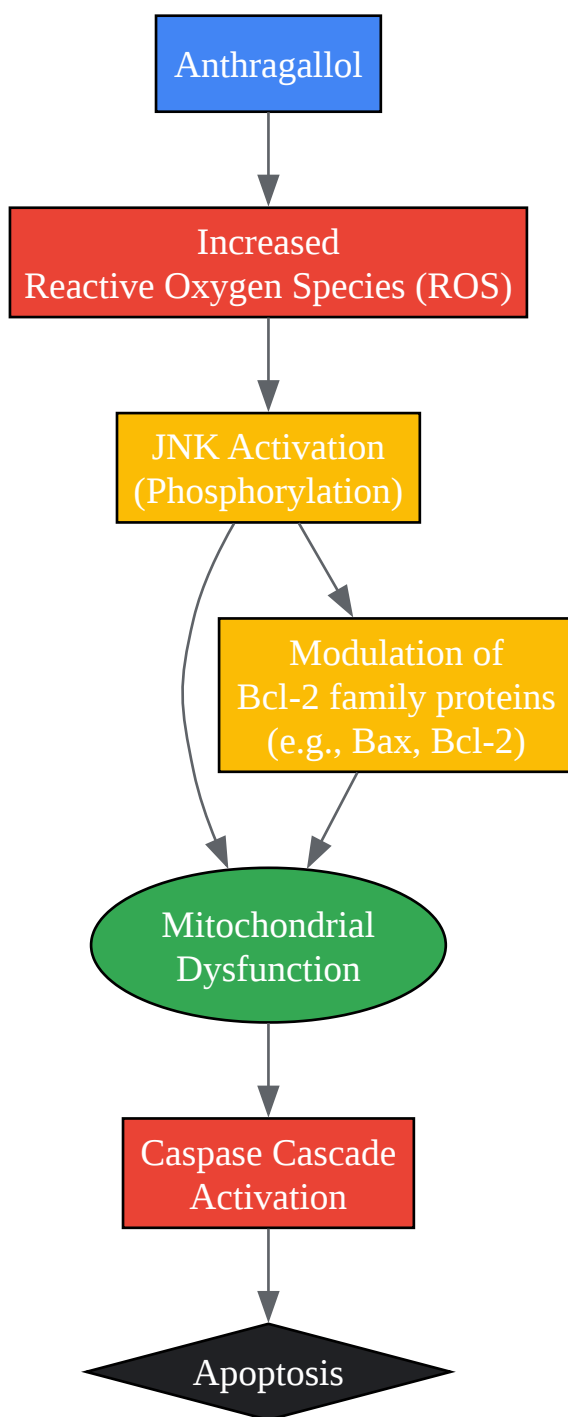 Anthragallol
Increased
Reactive Oxygen Species (ROS)
JNK Activation
(Phosphorylation)
Modulation of
Bcl-2 family proteins
(e.g., Bax, Bcl-2)
Mitochondrial
Dysfunction
Caspase Cascade
Activation
Apoptosis